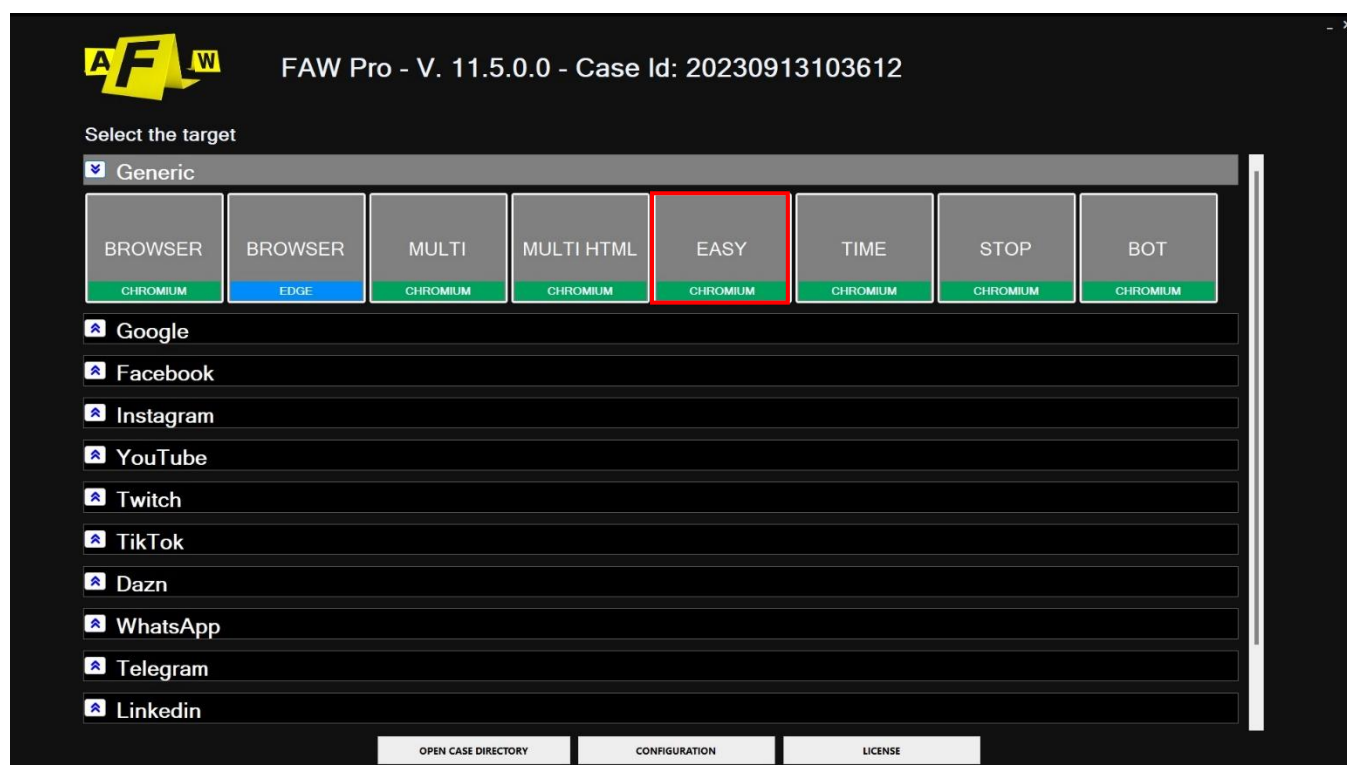 A F W
FAW Pro - V. 11.5.0.0 - Case Id: 20230913103612
Select the target
Generic
BROWSER BROWSER MULTI MULTI HTML EASY TIME STOP BOT
CHROMIUM EDGE CHROMIUM CHROMIUM CHROMIUM CHROMIUM CHROMIUM CHROMIUM
Google
Facebook
Instagram
YouTube
Twitch
TikTok
Dazn
WhatsApp
Telegram
Linkedin
OPEN CASE DIRECTORY CONFIGURATION LICENSE